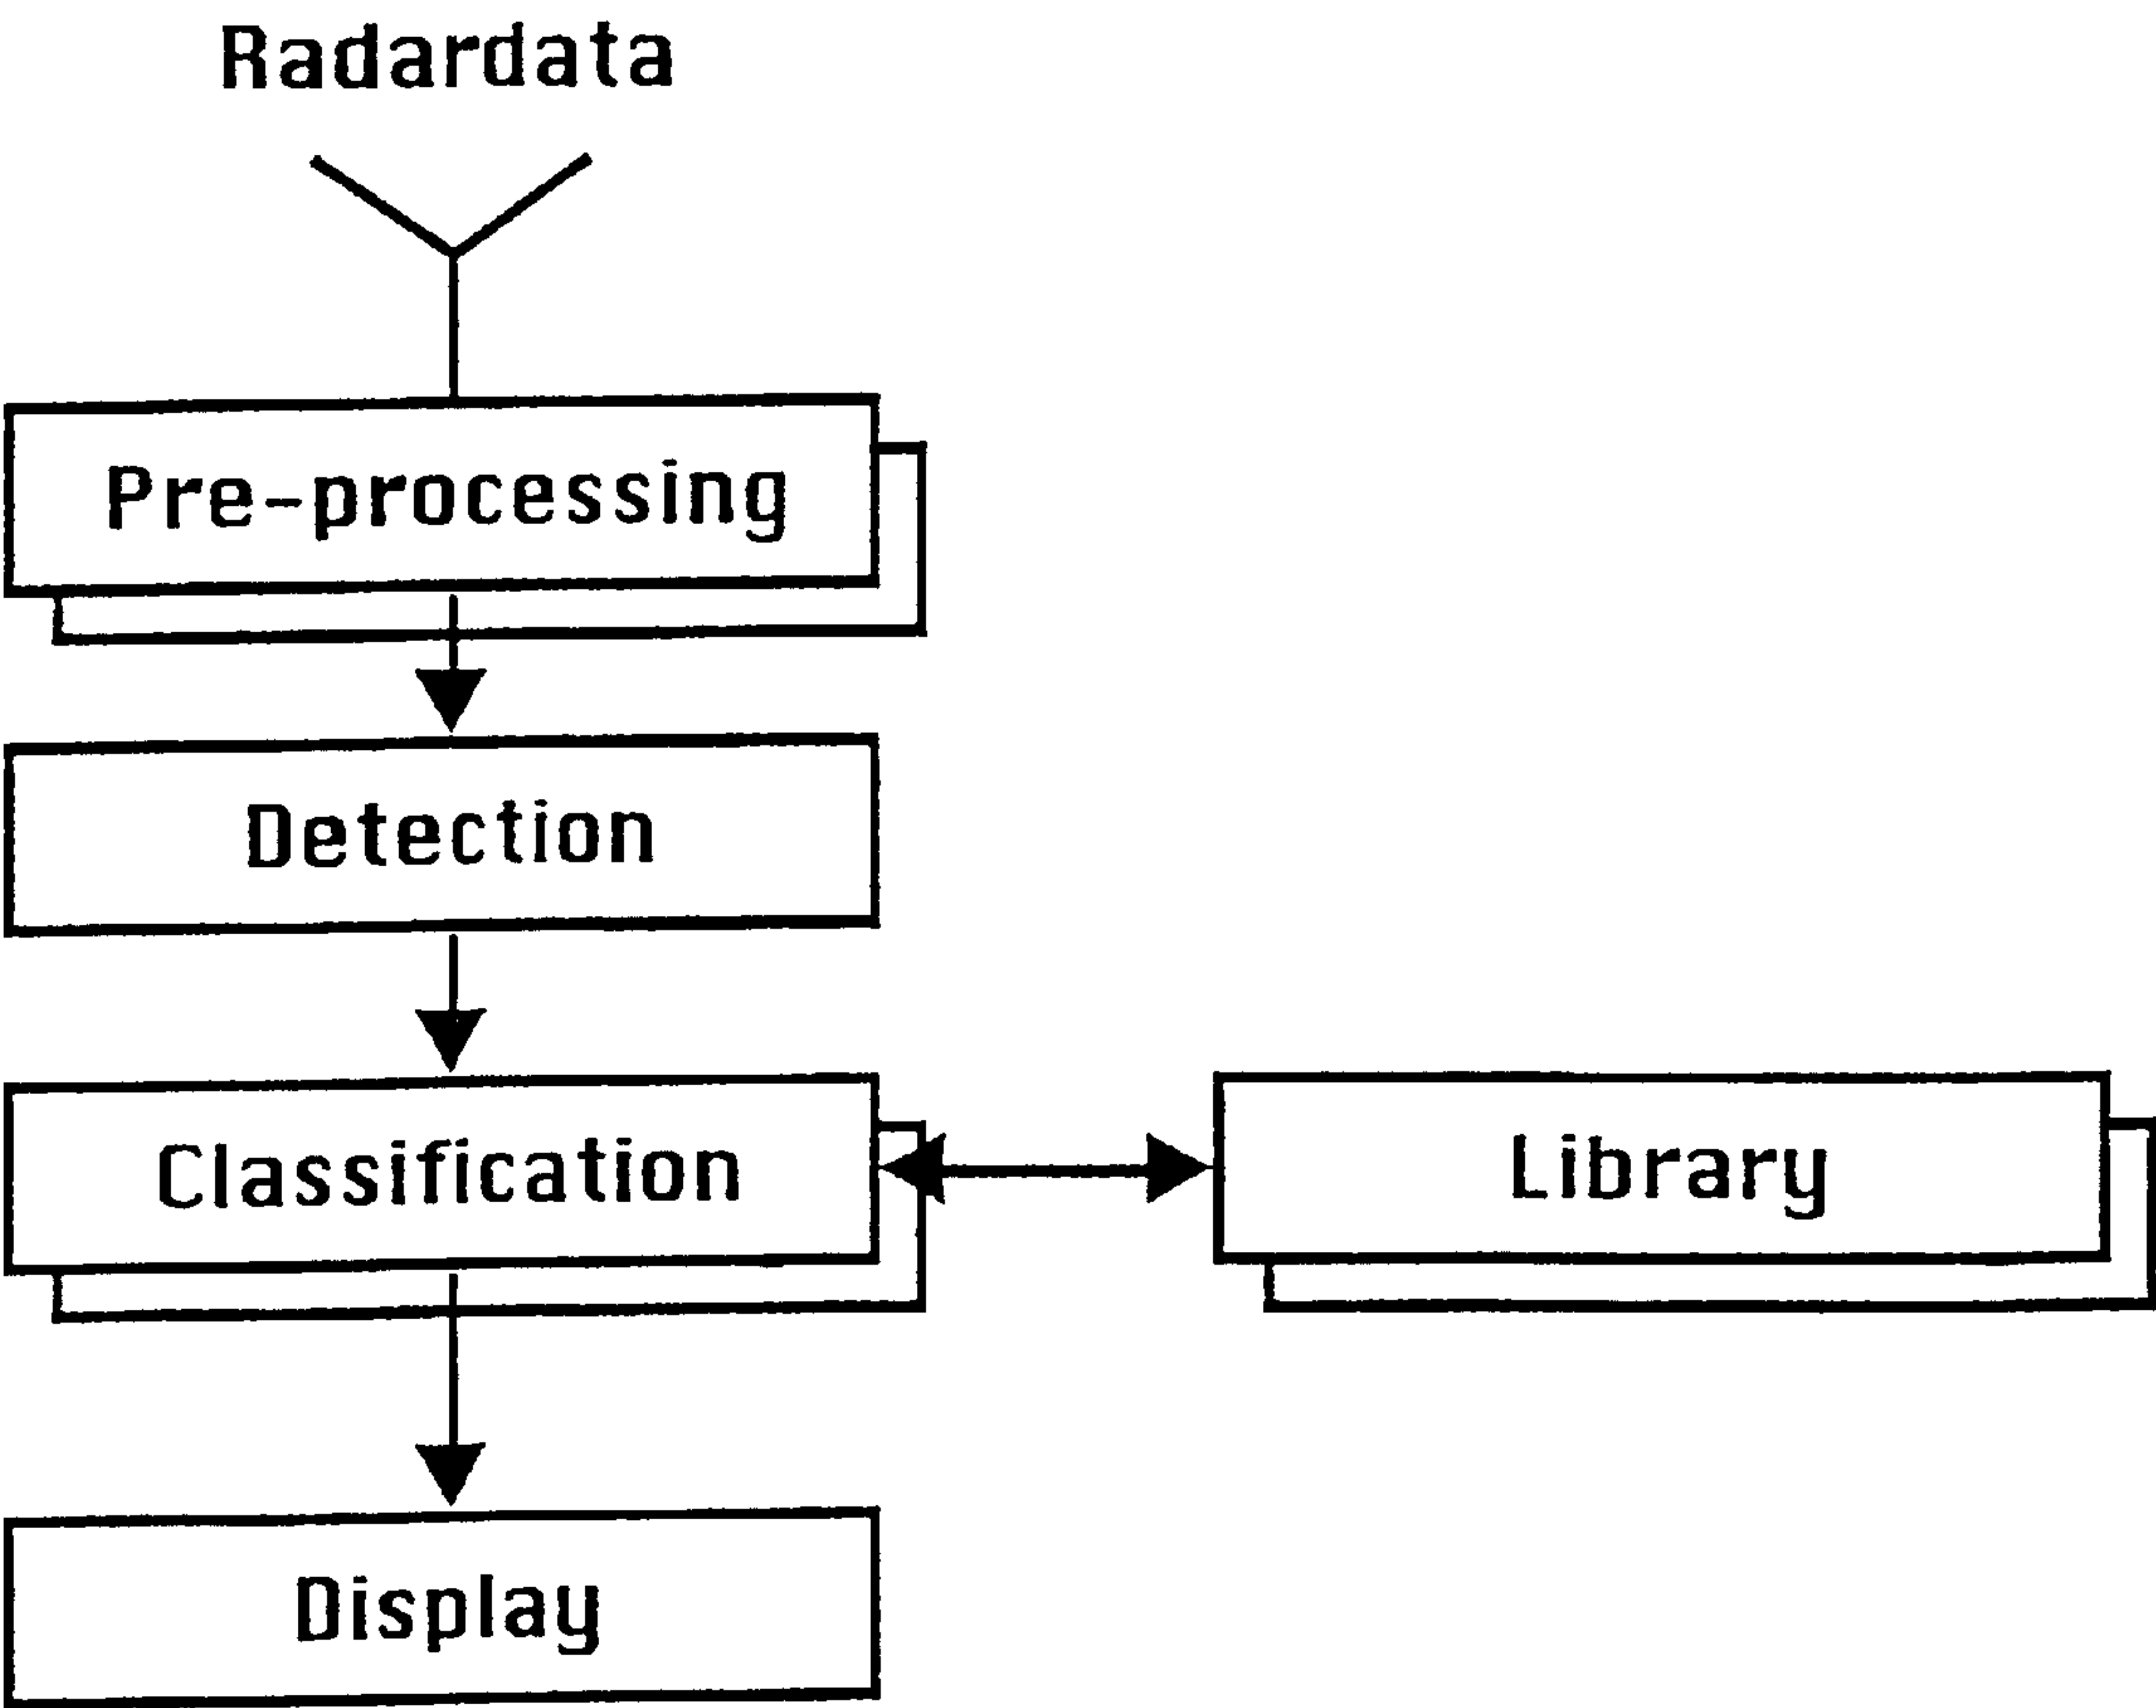 Radardata
Pre-processing
Detection
Classification
Library
Display